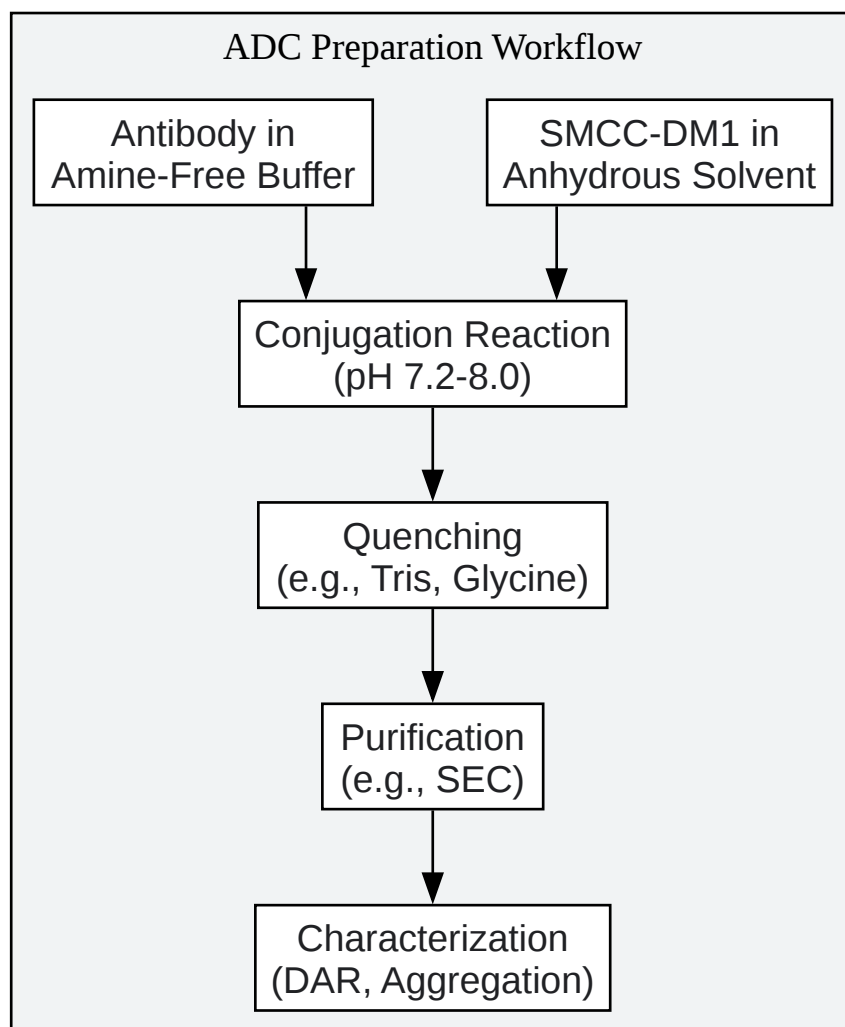 ADC Preparation Workflow
Antibody in
Amine-Free Buffer
SMCC-DM1 in
Anhydrous Solvent
Conjugation Reaction
(pH 7.2-8.0)
Quenching
(e.g., Tris, Glycine)
Purification
(e.g., SEC)
Characterization
(DAR, Aggregation)